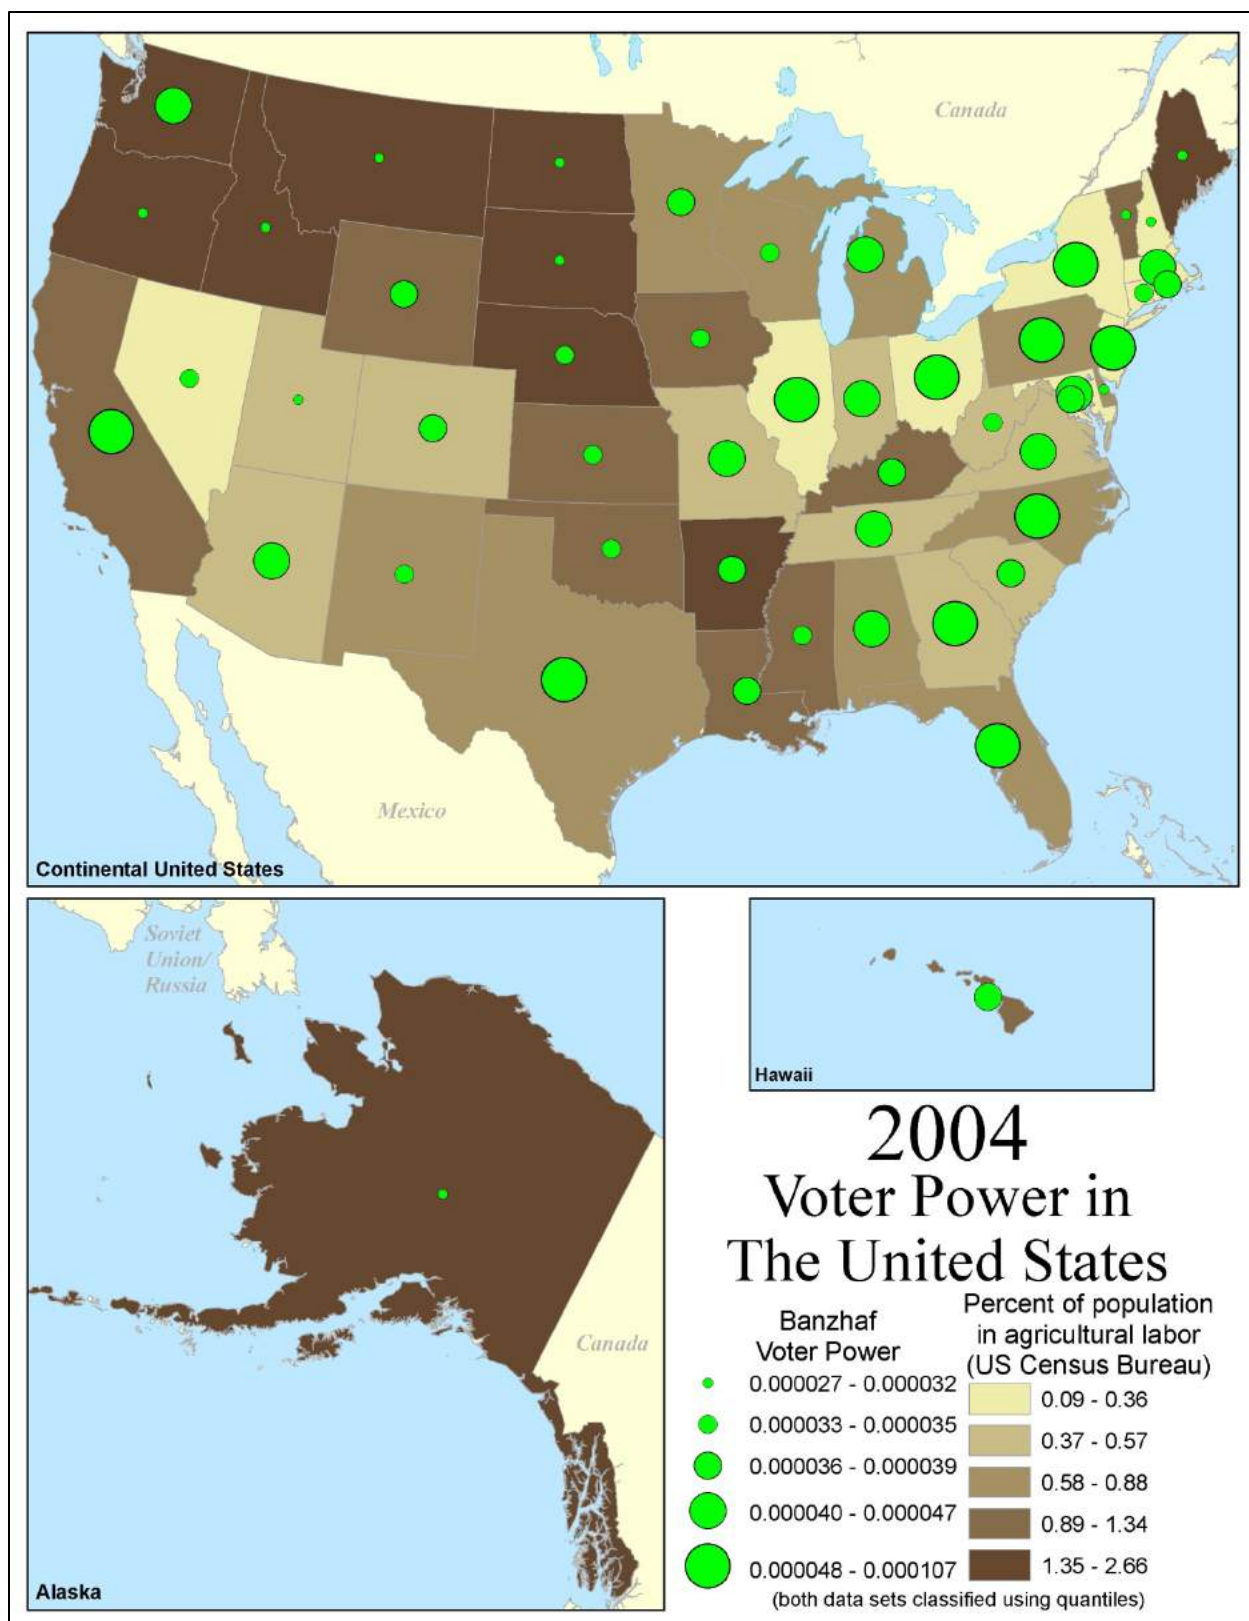 Canada
Mexico
Continental United States
Soviet
Union/
Russia
Canada
Alaska
Hawaii
2004
Voter Power in
The United States
Banzhaf
Voter Power
0.000027 - 0.000032
0.000033 - 0.000035
0.000036 - 0.000039
0.000040 - 0.000047
0.000048 - 0.000107
Percent of population
in agricultural labor
(US Census Bureau)
0.09 - 0.36
0.37 - 0.57
0.58 - 0.88
0.89 - 1.34
1.35 - 2.66
(both data sets classified using quantiles)